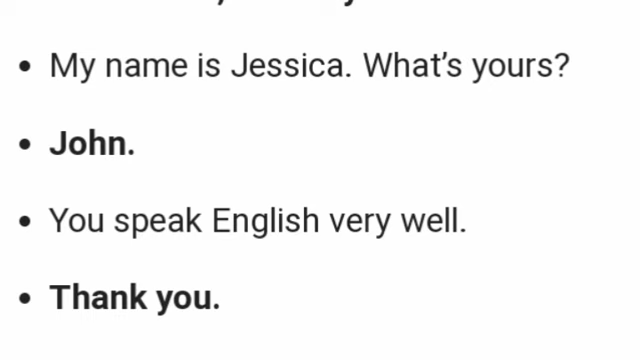 • My name is Jessica. What’s yours?
• John.
• You speak English very well.
• Thank you.